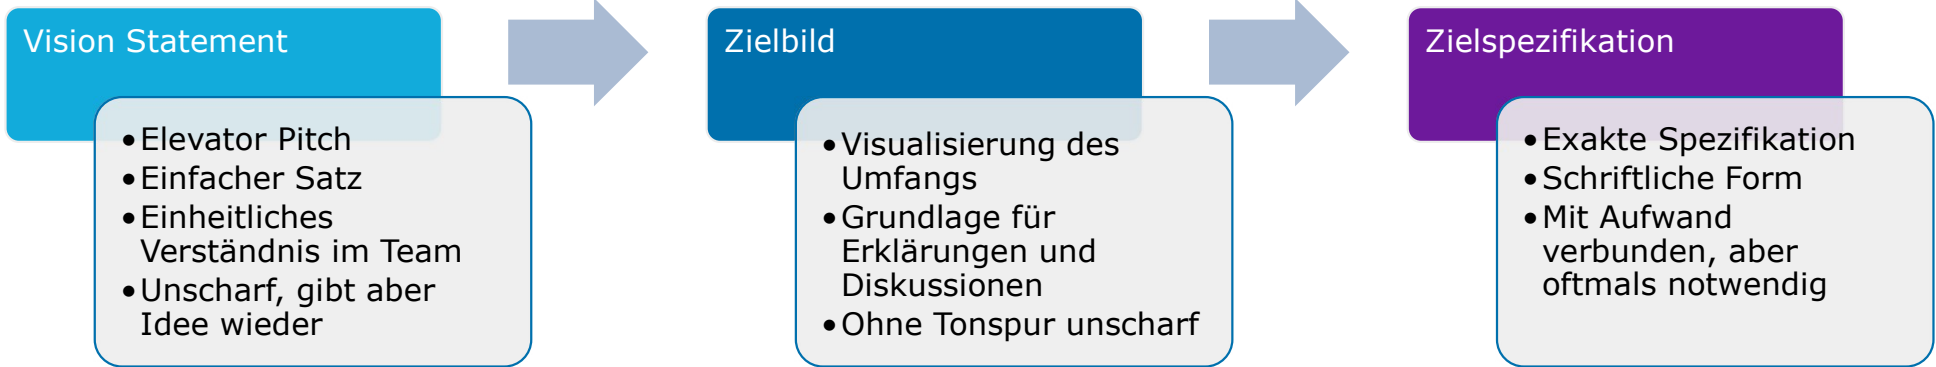 Vision Statement
•Elevator Pitch
•Einfacher Satz
•Einheitliches
Verständnis im Team
•Unscharf, gibt aber
Idee wieder
Zielbild
•Visualisierung des
Umfangs
•Grundlage für
Erklärungen und
Diskussionen
•Ohne Tonspur unscharf
Zielspezifikation
•Exakte Spezifikation
•Schriftliche Form
•Mit Aufwand
verbunden, aber
oftmals notwendig